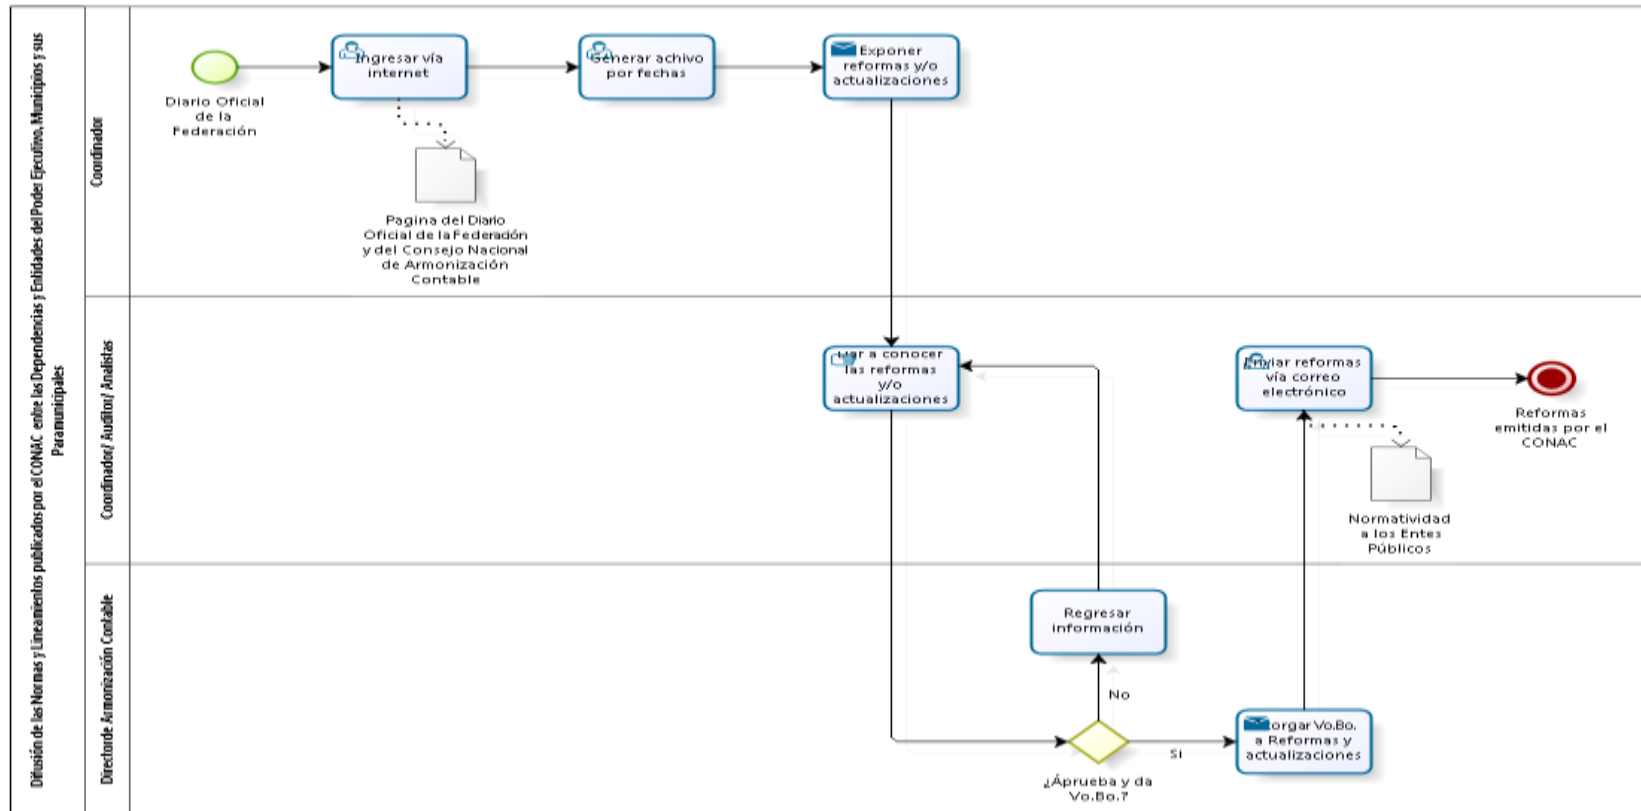 Difusión de las Normas y Lineamientos publicados por el CONAC entre las Dependencias y Entidades del Poder Ejecutivo, Municipios y sus
Paramunicipales
Coordinador
Diario Oficial
de la
Federación
Ingresar vía
internet
Pagina del Diario
Oficial de la Federación
y del Consejo Nacional
de Armonización
Contable
Generar achivo
por fechas
Exponer
reformas y/o
actualizaciones
Coordinador/ Auditor/ Analistas
Dar a conocer
las reformas
y/o
actualizaciones
Enviar reformas
vía correo
electrónico
Reformas
emitidas por el
CONAC
Normatividad
a los Entes
Públicos
Director de Armonización Contable
Regresar
información
No
¿Áprueba y da
Vo.Bo.?
Si
orgar Vo.Bo.
a Reformas y
actualizaciones